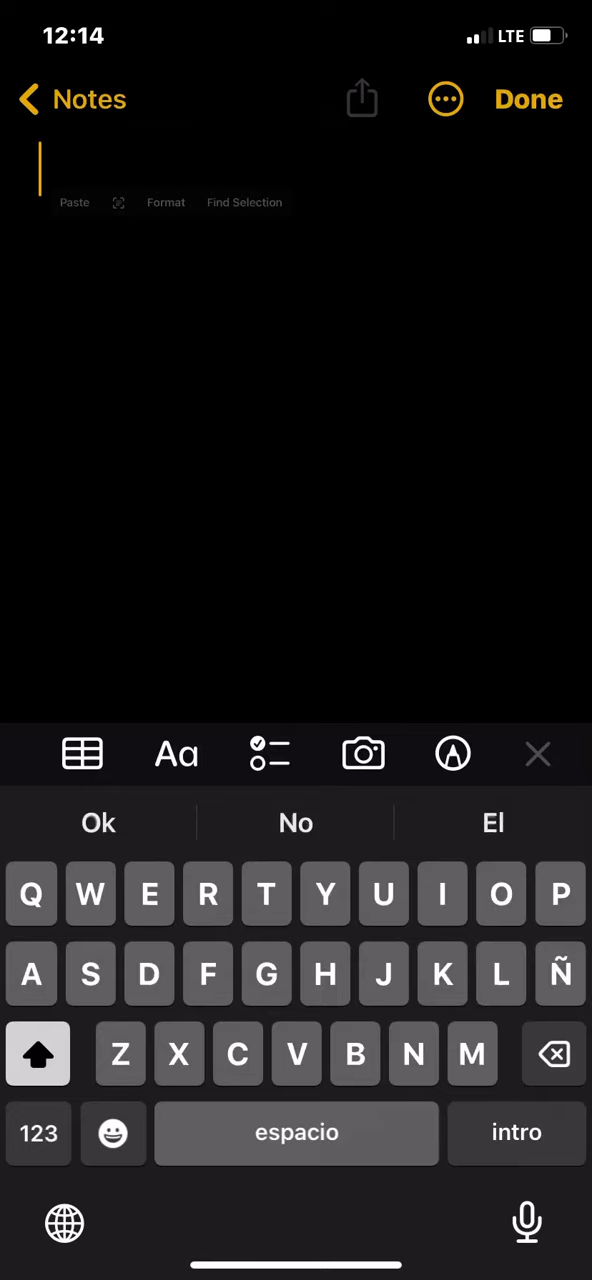 12:14 LTE
Notes Done
Paste Format Find Selection
Aa
Ok No El
Q W E R T Y U I O P
A S D F G H J K L Ñ
Z X C V B N M
123 espacio intro